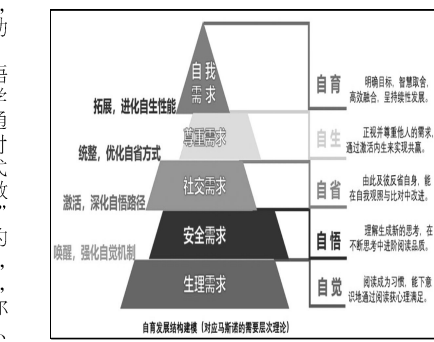 自我
需求
尊重需求
社交需求
安全需求
生理需求
拓展，进化自生性能
统整，优化自省方式
激活，深化自悟路径
唤醒，强化自觉机制
自育
明确目标，智慧取舍，
高效融合，呈持续性发展。
自生
正视并尊重他人的需求，
通过激活内生来实现共赢。
自省
由此及彼反省自身，能
在自我观照与比对中改进。
自悟
理解生成新的思考，在
不断思考中进阶阅读品质。
自觉
阅读成为习惯，能下意
识地通过阅读获心理满足。
自育发展结构建模（对应马斯诺的需要层次理论）